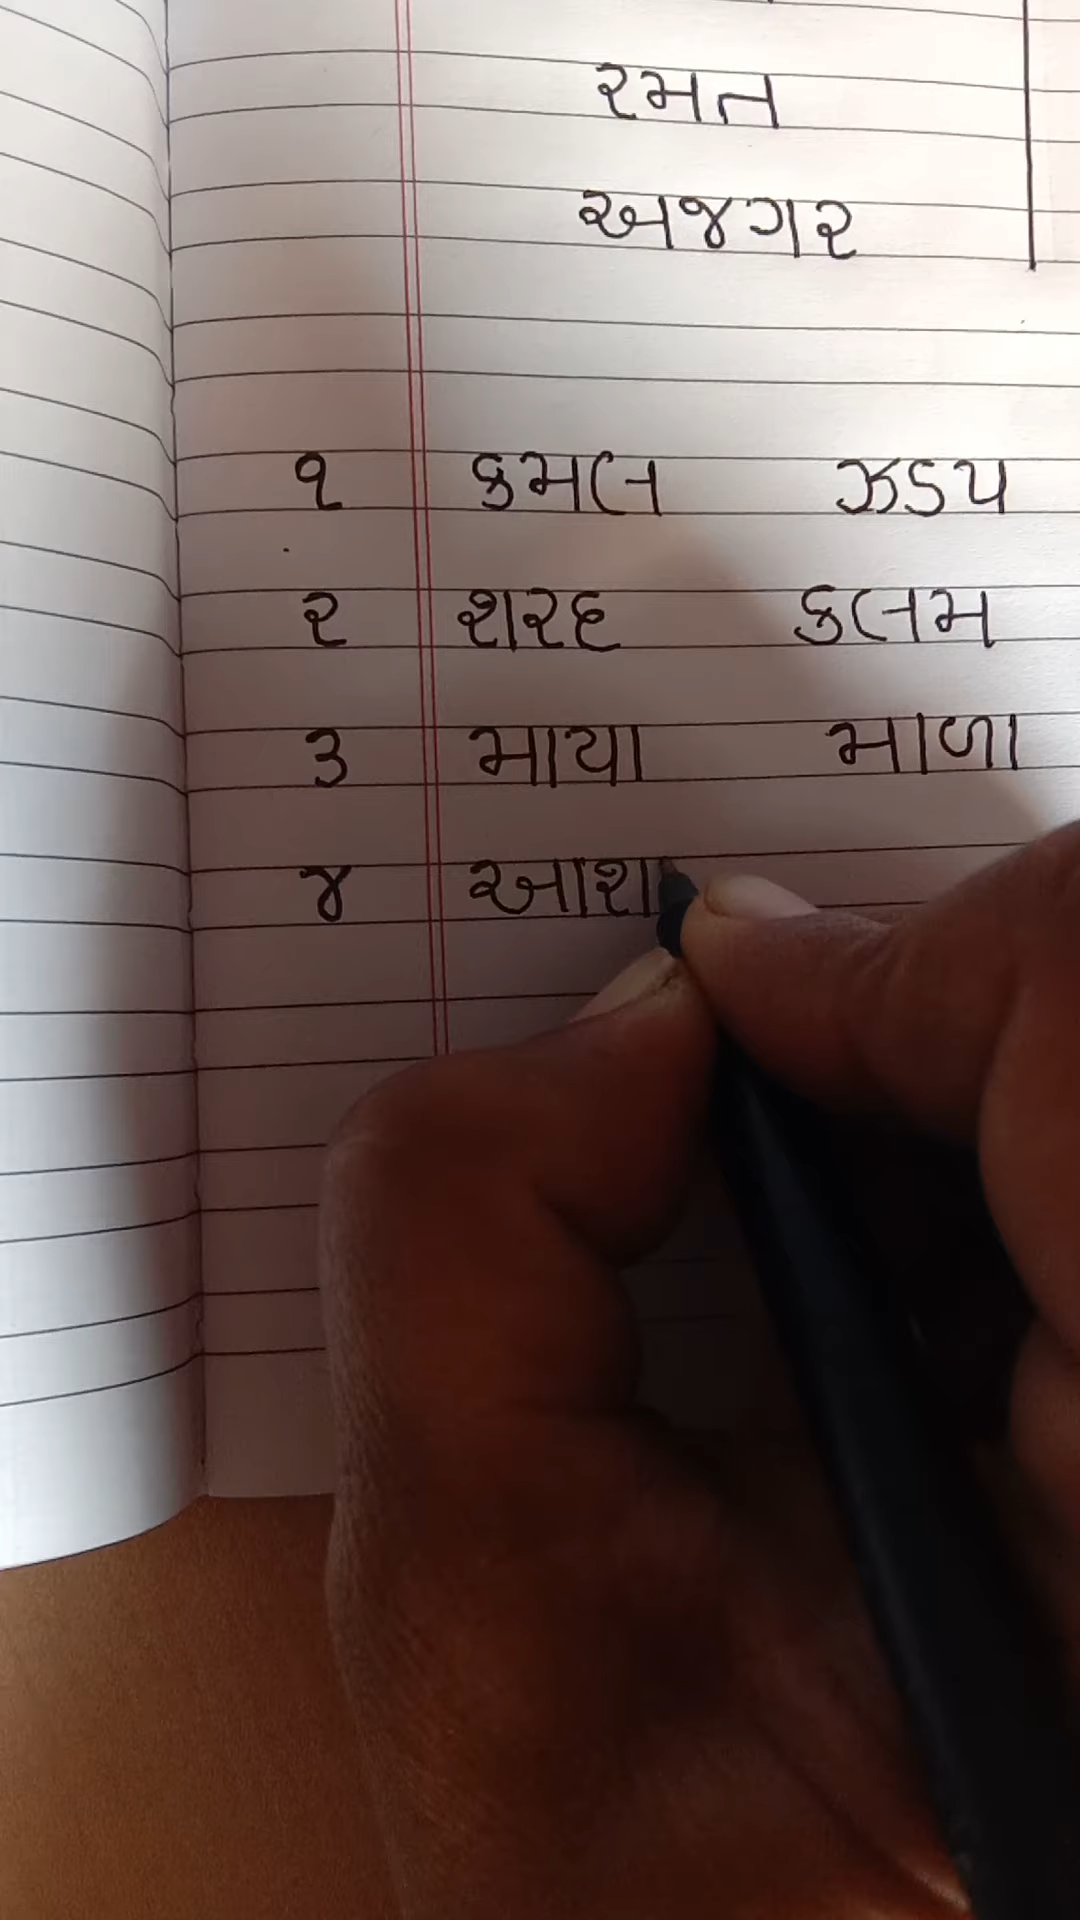 રમત
અજગર
૧ કમલ ઝડપ
૨ શરદ કલમ
૩ માયા માળા
૪ આશા